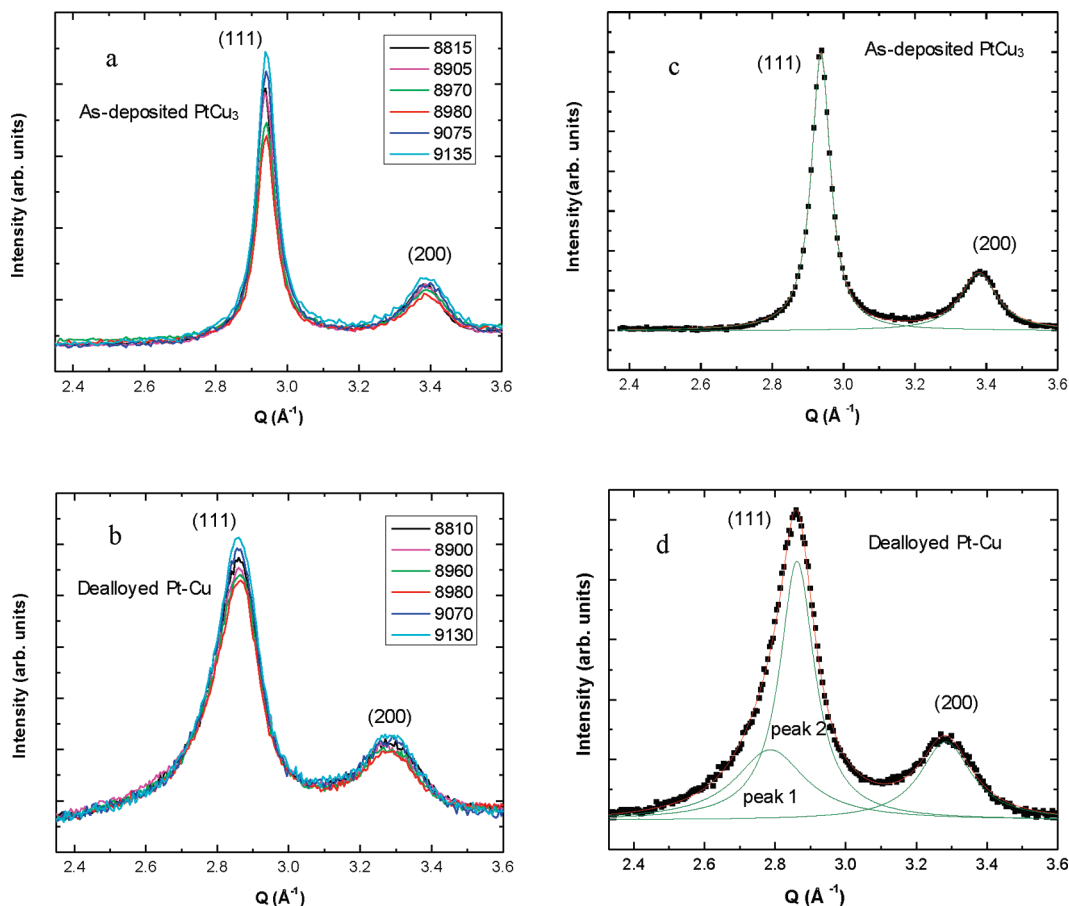 a
(111)
8815
8905
8970
8980
9075
9135
As-deposited PtCu₃
(200)
Intensity (arb. units)
2.4 2.6 2.8 3.0 3.2 3.4 3.6
Q (Å⁻¹)
c
(111)
As-deposited PtCu₃
(200)
Intensity(arb. units)
2.4 2.6 2.8 3.0 3.2 3.4 3.6
Q (Å⁻¹)
b
(111)
8810
8900
8960
8980
9070
9130
Dealloyed Pt-Cu
(200)
Intensity (arb. units)
2.4 2.6 2.8 3.0 3.2 3.4 3.6
Q (Å⁻¹)
d
(111)
Dealloyed Pt-Cu
(200)
peak 2
peak 1
Intensity (arb. units)
2.4 2.6 2.8 3.0 3.2 3.4 3.6
Q (Å⁻¹)